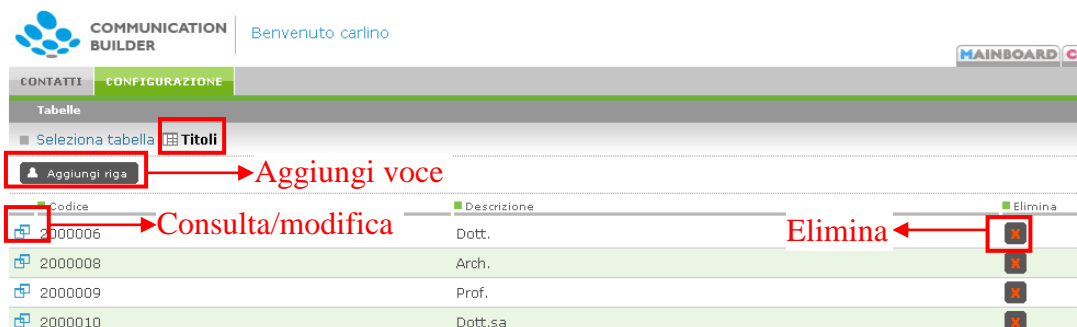 COMMUNICATION
BUILDER
Benvenuto carlino
MAINBOARD C
CONTATTI CONFIGURAZIONE
Tabelle
Seleziona tabella Titoli
Aggiungi riga Aggiungi voce
Codice Descrizione Elimina
Consulta/modifica Elimina
2000006 Dott. X
2000008 Arch. X
2000009 Prof. X
2000010 Dott.sa X